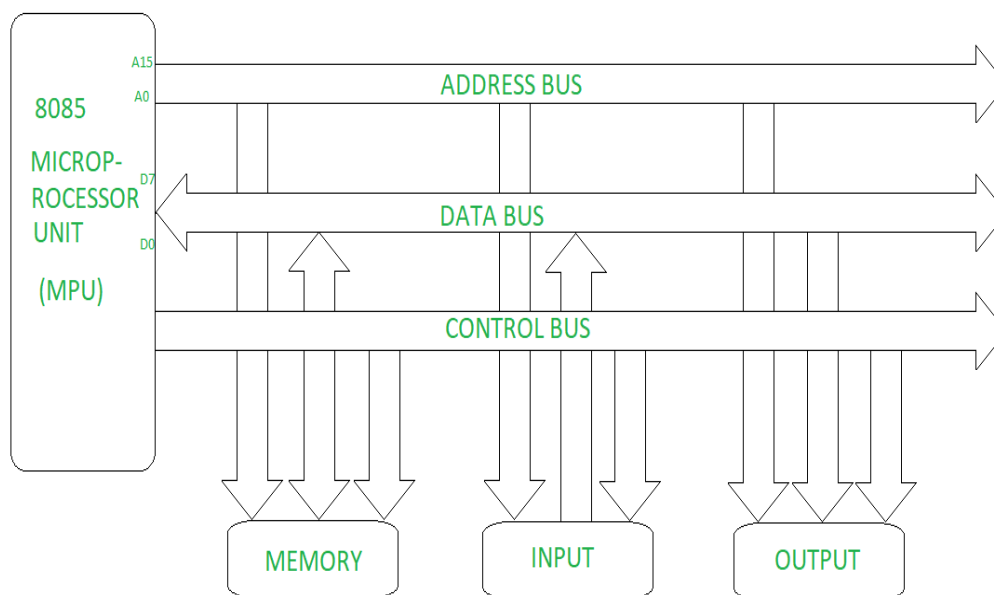 A15
ADDRESS BUS
A0
8085
MICROP-
ROCESSOR
UNIT
(MPU)
D7
DATA BUS
D0
CONTROL BUS
MEMORY
INPUT
OUTPUT